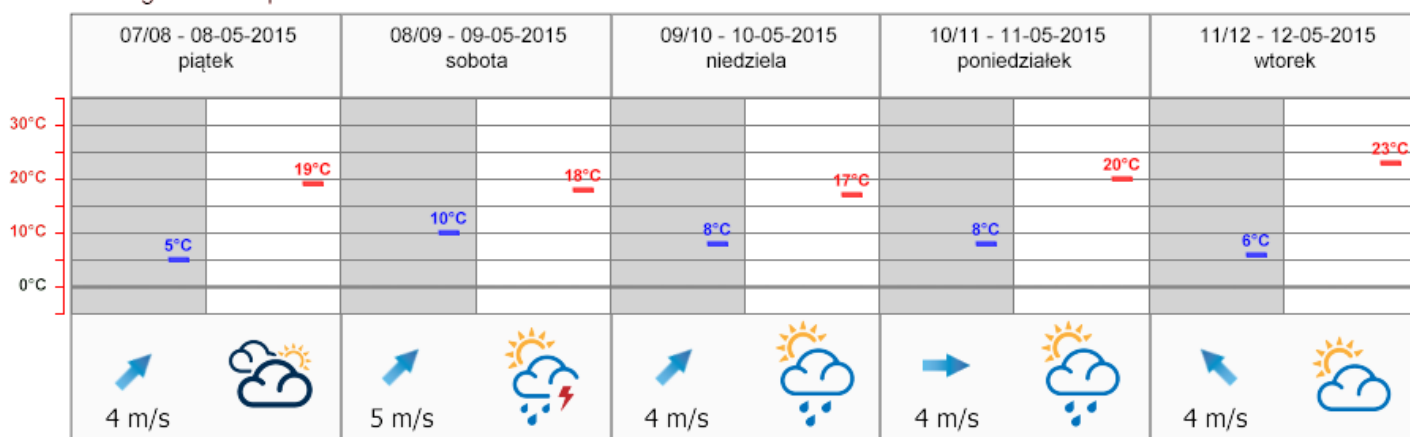 07/08 - 08-05-2015
piątek
08/09 - 09-05-2015
sobota
09/10 - 10-05-2015
niedziela
10/11 - 11-05-2015
poniedziałek
11/12 - 12-05-2015
wtorek
30°C
20°C
10°C
0°C
5°C
19°C
10°C
18°C
8°C
17°C
8°C
20°C
6°C
23°C
4 m/s
5 m/s
4 m/s
4 m/s
4 m/s